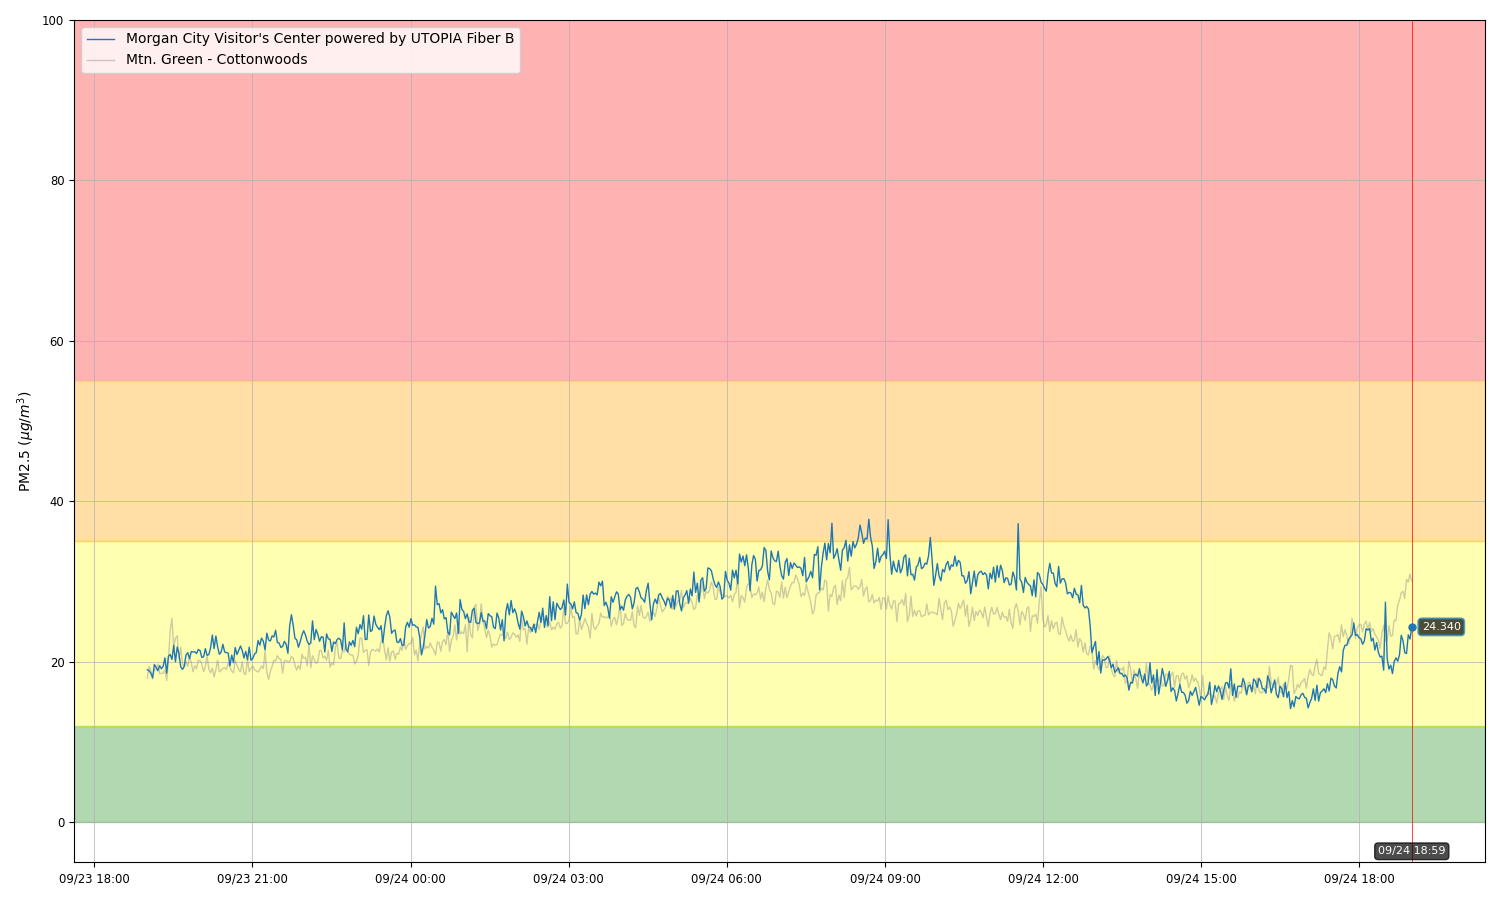 Morgan City Visitor's Center powered by UTOPIA Fiber B
Mtn. Green - Cottonwoods
PM2.5 (μg/m³)
100
80
60
40
20
0
24.340
09/24 18:59
09/23 18:00 09/23 21:00 09/24 00:00 09/24 03:00 09/24 06:00 09/24 09:00 09/24 12:00 09/24 15:00 09/24 18:00